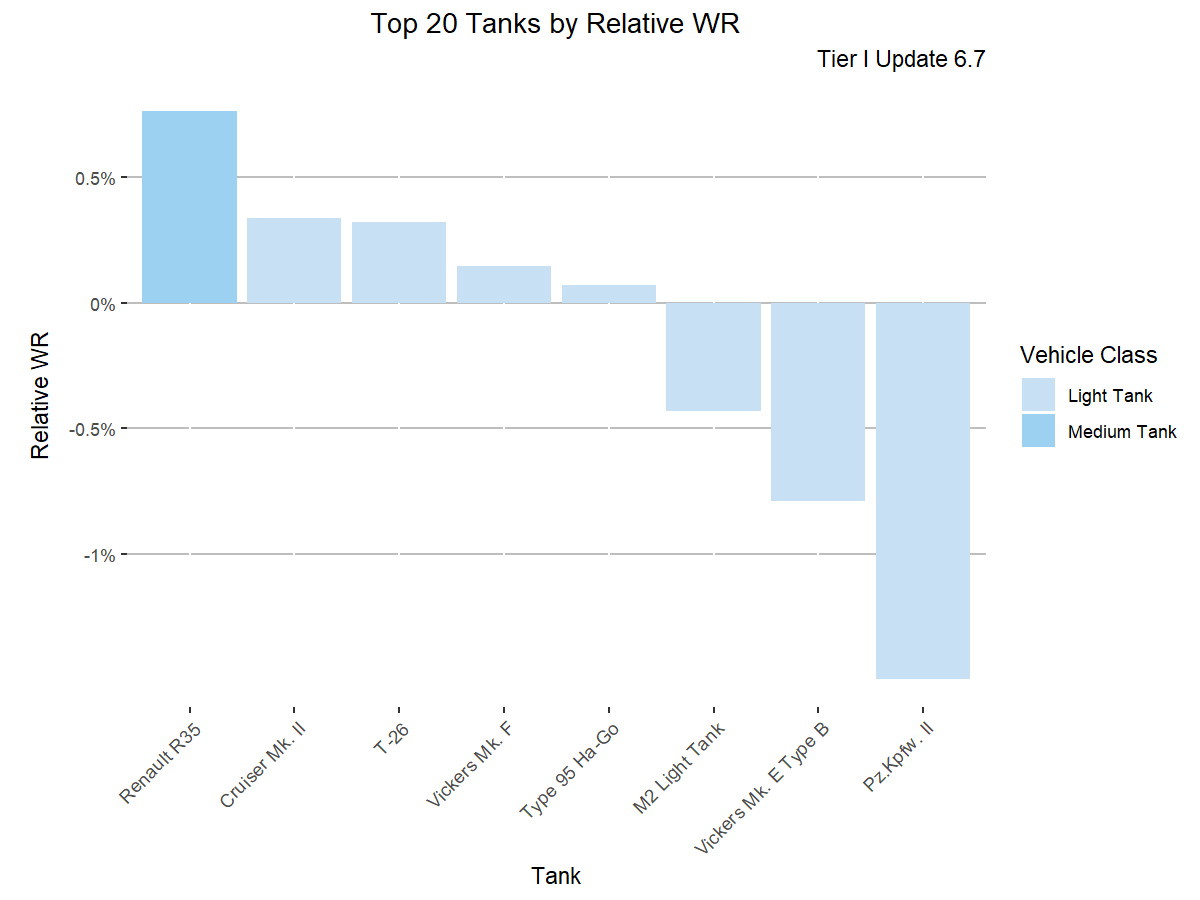 Top 20 Tanks by Relative WR
Tier I Update 6.7
Relative WR
0.5%
0%
-0.5%
-1%
Renault R35
Cruiser Mk. II
T-26
Vickers Mk. F
Type 95 Ha-Go
M2 Light Tank
Vickers Mk. E Type B
Pz.Kpfw. II
Tank
Vehicle Class
Light Tank
Medium Tank